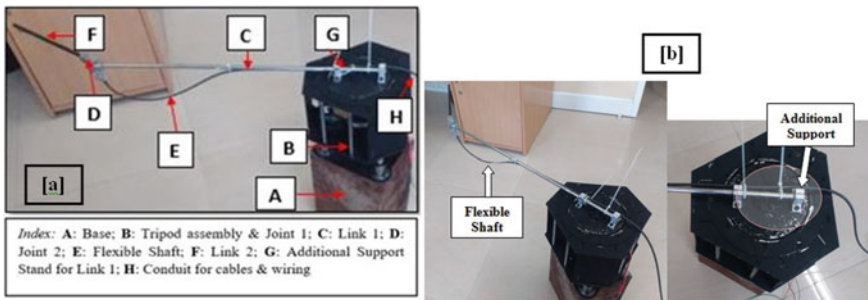 F
C
G
[b]
D
H
E
B
[a]
A
Additional
Support
Flexible
Shaft
Index: A: Base; B: Tripod assembly & Joint 1; C: Link 1; D:
Joint 2; E: Flexible Shaft; F: Link 2; G: Additional Support
Stand for Link 1; H: Conduit for cables & wiring